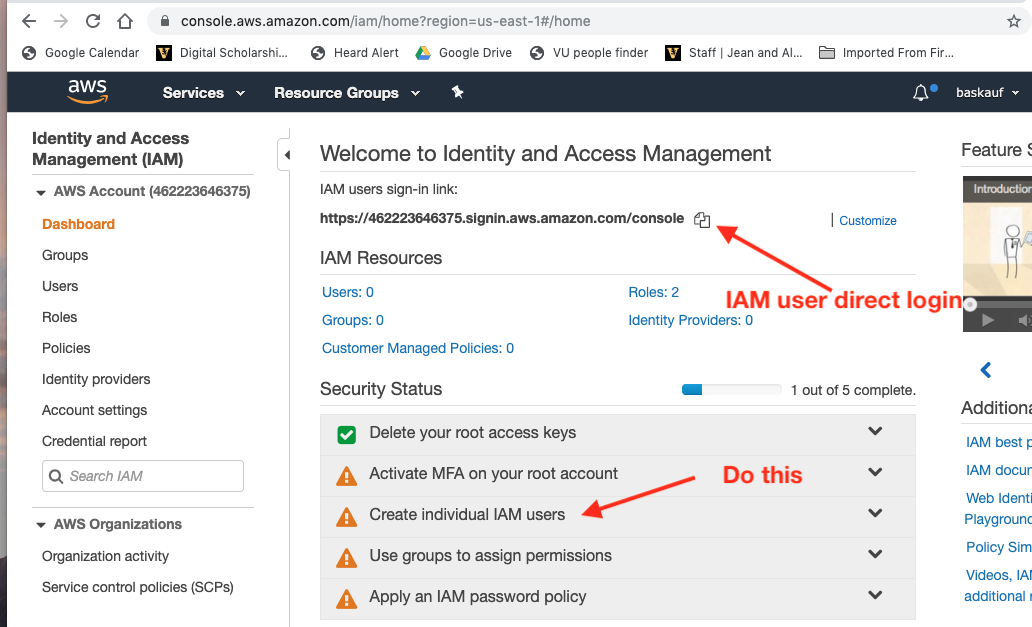 console.aws.amazon.com/iam/home?region=us-east-1#/home
Google Calendar Digital Scholarshi... Heard Alert Google Drive VU people finder Staff | Jean and Al... Imported From Fir...
aws Services Resource Groups baskauf
Identity and Access
Management (IAM)
AWS Account (462223646375)
Dashboard
Groups
Users
Roles
Policies
Identity providers
Account settings
Credential report
Search IAM
AWS Organizations
Organization activity
Service control policies (SCPs)
Welcome to Identity and Access Management
IAM users sign-in link:
https://462223646375.signin.aws.amazon.com/console | Customize
IAM user direct login
IAM Resources
Users: 0 Roles: 2
Groups: 0 Identity Providers: 0
Customer Managed Policies: 0
Security Status 1 out of 5 complete.
Delete your root access keys
Activate MFA on your root account
Do this
Create individual IAM users
Use groups to assign permissions
Apply an IAM password policy
Feature S
Introduction
Additiona
IAM best p
IAM docum
Web Identi
Playground
Policy Sim
Videos, IAM
additional r